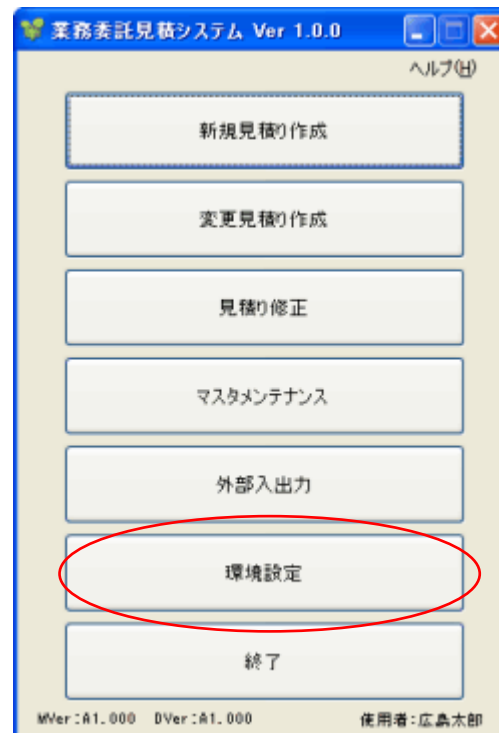 業務委託見積システム Ver 1.0.0
ヘルプ(H)
新規見積り作成
変更見積り作成
見積り修正
マスタメンテナンス
外部入出力
環境設定
終了
MVer:A1.000 DVer:A1.000 使用者:広島太郎